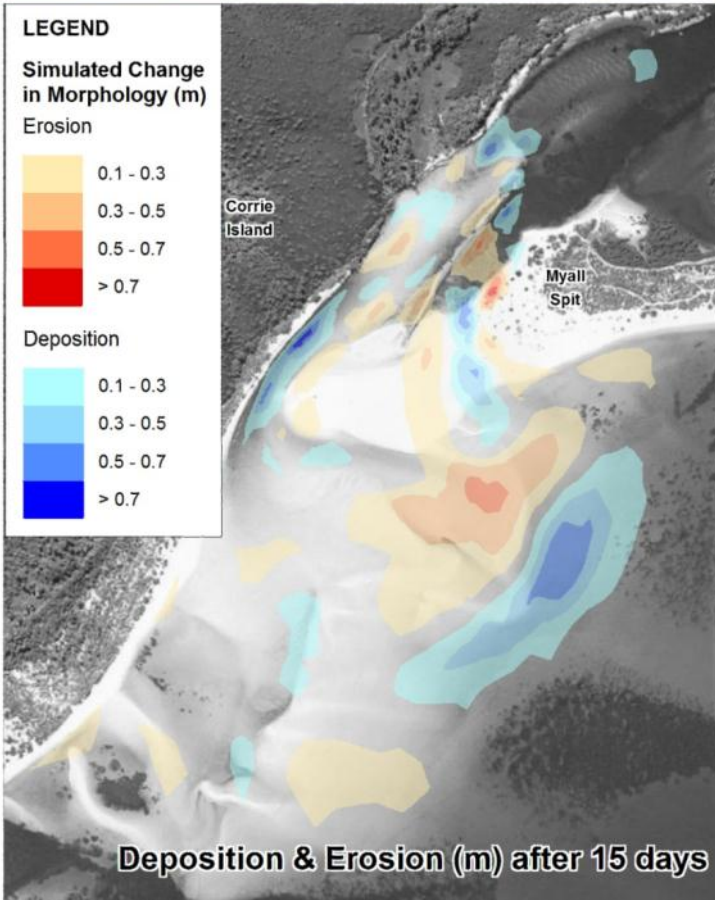 LEGEND
Simulated Change
in Morphology (m)
Erosion
0.1 - 0.3
0.3 - 0.5
0.5 - 0.7
> 0.7
Deposition
0.1 - 0.3
0.3 - 0.5
0.5 - 0.7
> 0.7
Corrie
Island
Myall
Spit
Deposition & Erosion (m) after 15 days